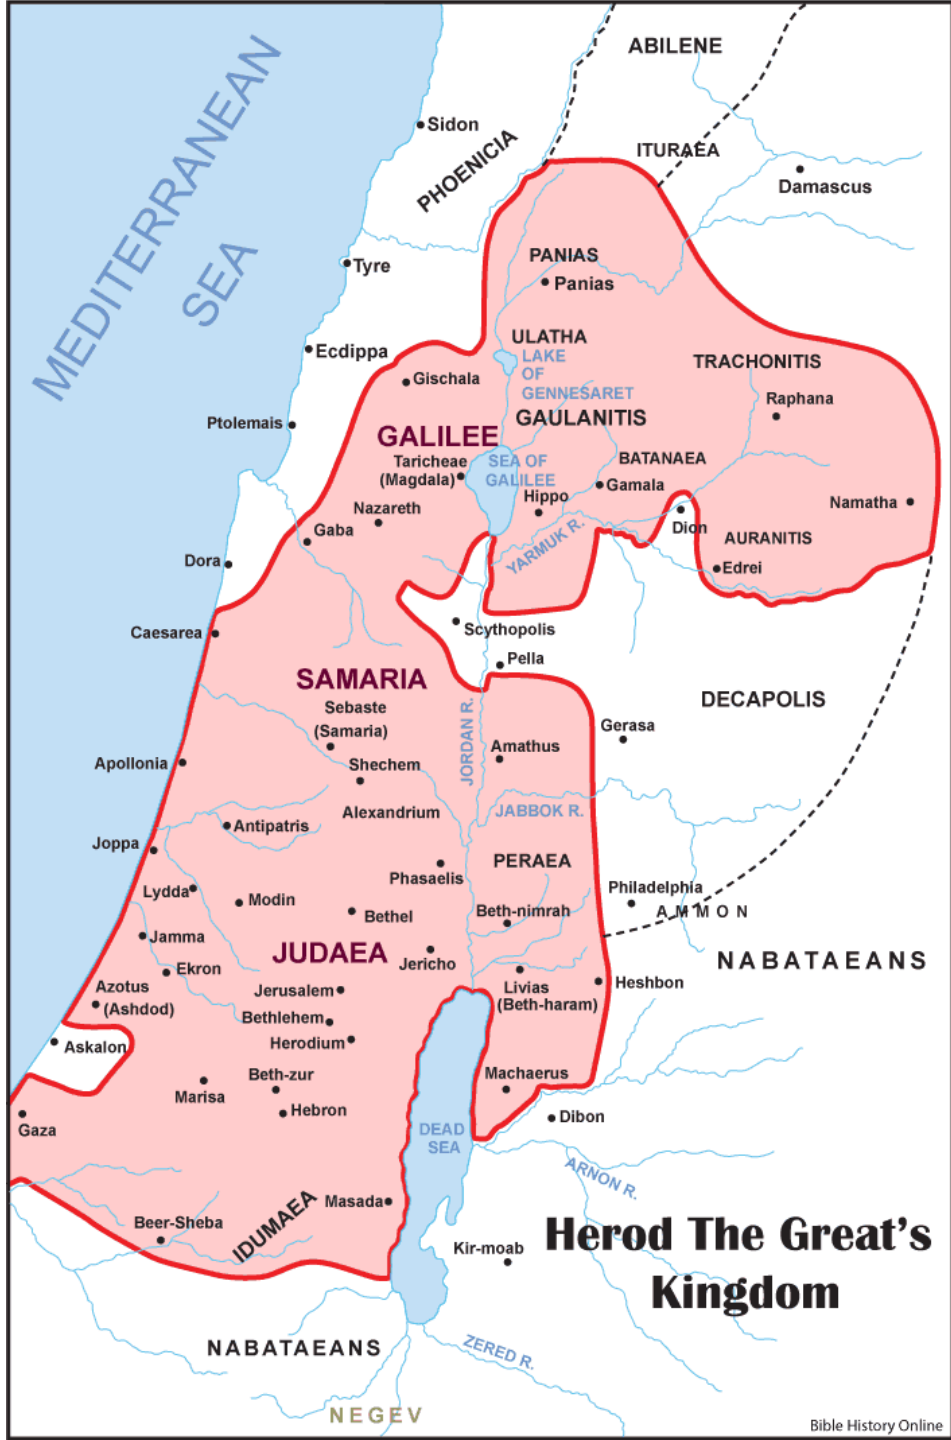 ABILENE
MEDITERRANEAN
SEA
Sidon
PHOENICIA
ITURAEA
Damascus
Tyre
PANIAS
Panias
ULATHA
Ecdippa
LAKE
OF
GENNESARET
TRACHONITIS
Gischala
Raphana
Ptolemais
GAULANITIS
GALILEE
Taricheae
(Magdala)
SEA OF
GALILEE
BATANAEA
Gamala
Hippo
Nazareth
Namatha
Gaba
YARMUK R.
Dion
AURANITIS
Dora
Edrei
Caesarea
Scythopolis
Pella
SAMARIA
Sebaste
(Samaria)
DECAPOLIS
JORDAN R.
Gerasa
Amathus
Apollonia
Shechem
Alexandrium
JABBOK R.
Antipatris
Joppa
PERAEA
Phasaelis
Lydda
Modin
Philadelphia
AMMON
Bethel
Beth-nimrah
Jamma
JUDAEA
Jericho
NABATAEANS
Ekron
Azotus
(Ashdod)
Jerusalem
Livias
(Beth-haram)
Heshbon
Bethlehem
Herodium
Askalon
Beth-zur
Machaerus
Marisa
Hebron
Dibon
Gaza
DEAD
SEA
ARNON R.
Masada
IDUMAEA
Beer-Sheba
Kir-moab
Herod The Great's
Kingdom
NABATAEANS
ZERED R.
NEGEV
Bible History Online